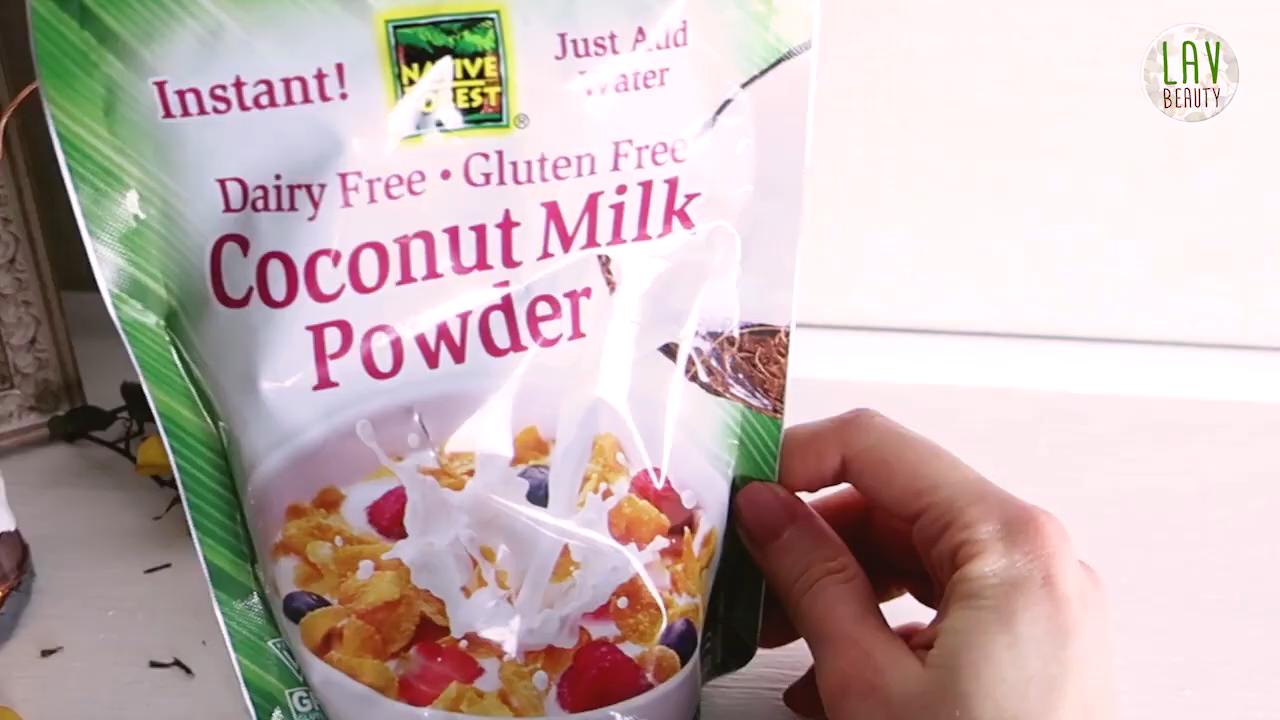 Instant!
NATIVE
FOREST
®
Just Add
Water
Dairy Free • Gluten Free
Coconut Milk
Powder
LAV
BEAUTY